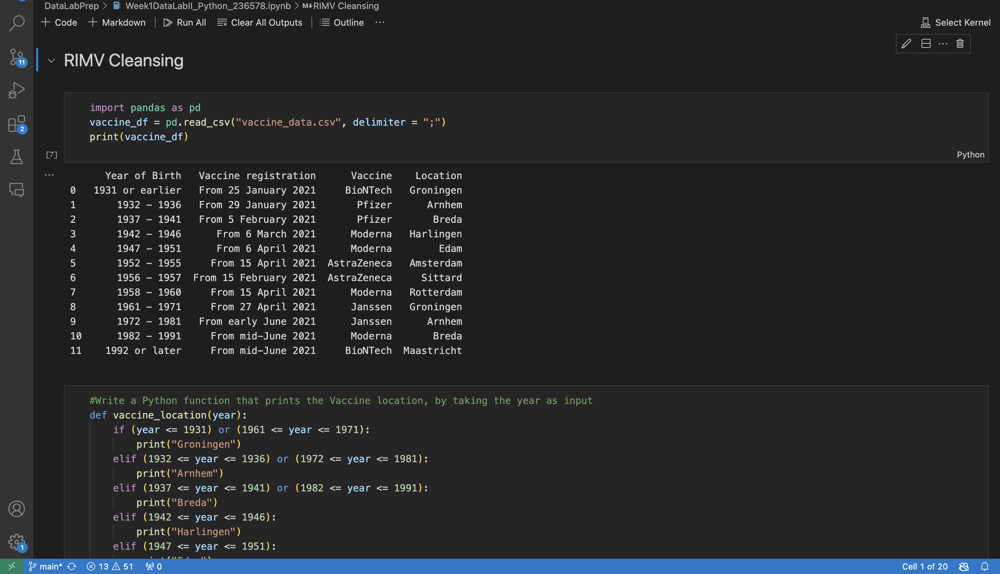 DataLabPrep > Week1DataLabII_Python_236578.ipynb > M↓RIMV Cleansing
+ Code + Markdown | Run All Clear All Outputs | Outline ... Select Kernel
11
RIMV Cleansing
2
import pandas as pd
vaccine_df = pd.read_csv("vaccine_data.csv", delimiter = ";")
print(vaccine_df)
[7] Python
... Year of Birth Vaccine registration Vaccine Location
0 1931 or earlier From 25 January 2021 BioNTech Groningen
1 1932 – 1936 From 29 January 2021 Pfizer Arnhem
2 1937 – 1941 From 5 February 2021 Pfizer Breda
3 1942 – 1946 From 6 March 2021 Moderna Harlingen
4 1947 – 1951 From 6 April 2021 Moderna Edam
5 1952 – 1955 From 15 April 2021 AstraZeneca Amsterdam
6 1956 – 1957 From 15 February 2021 AstraZeneca Sittard
7 1958 – 1960 From 15 April 2021 Moderna Rotterdam
8 1961 – 1971 From 27 April 2021 Janssen Groningen
9 1972 – 1981 From early June 2021 Janssen Arnhem
10 1982 – 1991 From mid–June 2021 Moderna Breda
11 1992 or later From mid–June 2021 BioNTech Maastricht
#Write a Python function that prints the Vaccine location, by taking the year as input
def vaccine_location(year):
if (year <= 1931) or (1961 <= year <= 1971):
print("Groningen")
elif (1932 <= year <= 1936) or (1972 <= year <= 1981):
print("Arnhem")
elif (1937 <= year <= 1941) or (1982 <= year <= 1991):
print("Breda")
elif (1942 <= year <= 1946):
print("Harlingen")
elif (1947 <= year <= 1951):
1
main* 13 51 0 Cell 1 of 20